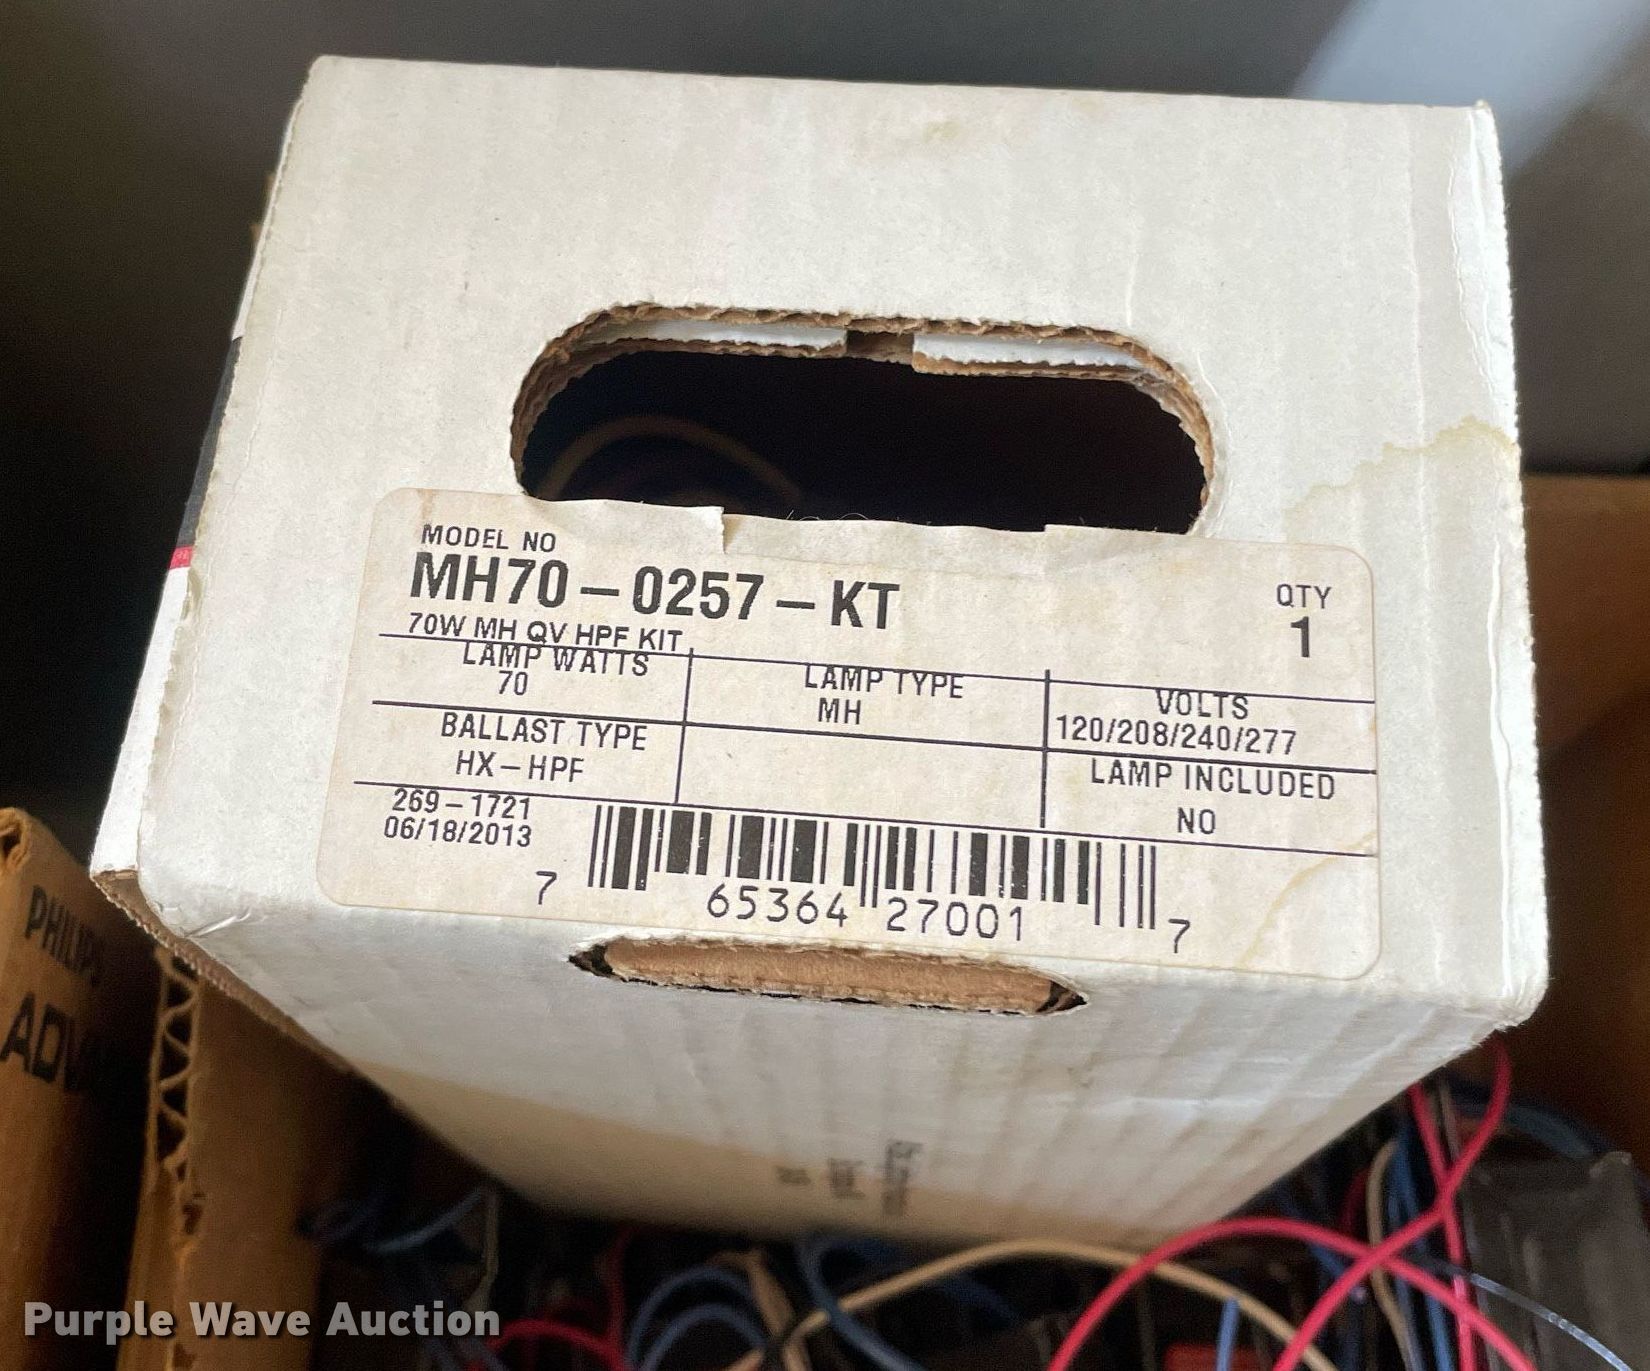 MODEL NO
MH70-0257-KT
QTY
1
70W MH QV HPF KIT
LAMP WATTS
70
LAMP TYPE
MH
VOLTS
120/208/240/277
BALLAST TYPE
HX-HPF
LAMP INCLUDED
NO
269-1721
06/18/2013
7 65364 27001 7
PHILIPS
Purple Wave Auction